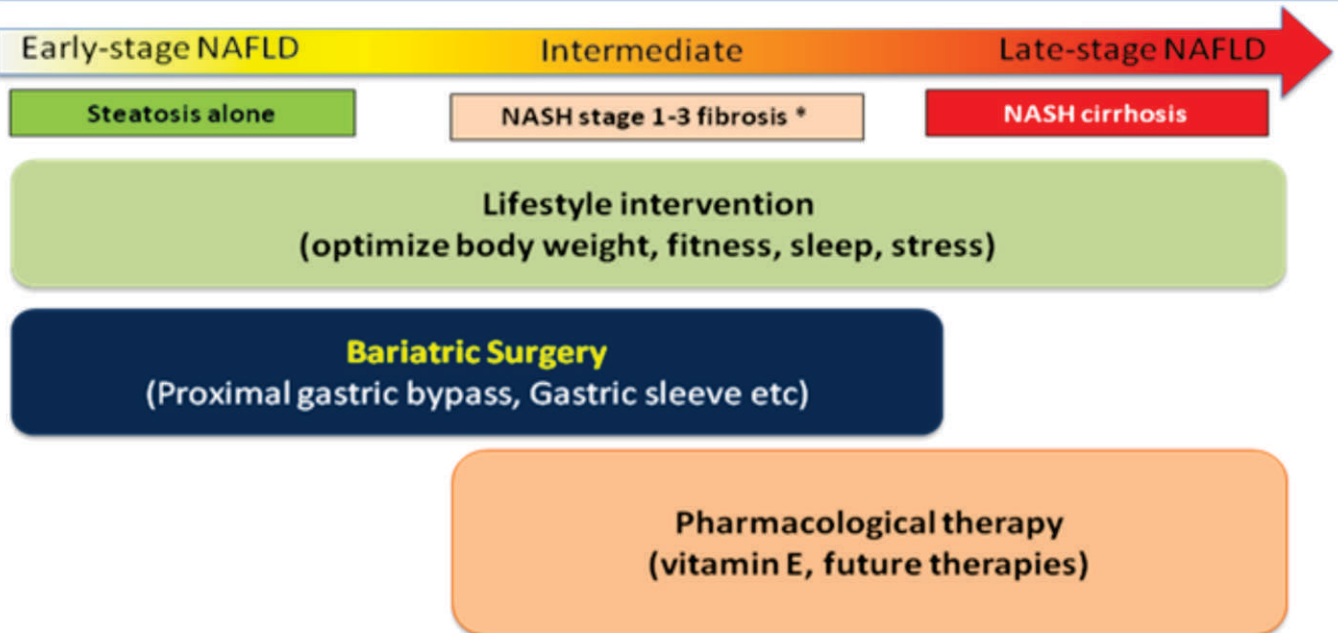 Early-stage NAFLD Intermediate Late-stage NAFLD
Steatosis alone NASH stage 1-3 fibrosis * NASH cirrhosis
Lifestyle intervention
(optimize body weight, fitness, sleep, stress)
Bariatric Surgery
(Proximal gastric bypass, Gastric sleeve etc)
Pharmacological therapy
(vitamin E, future therapies)